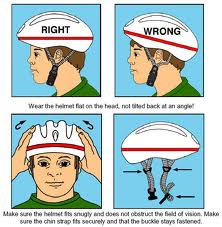 RIGHT
WRONG
Wear the helmet flat on the head, not tilted back at an angle!
Make sure the helmet fits snugly and does not obstruct the field of vision. Make
sure the chin strap fits securely and that the buckle stays fastened.